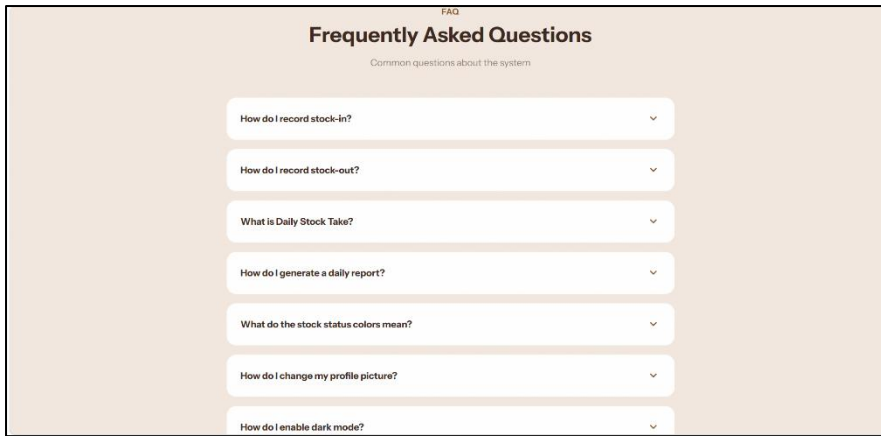 FAQ
Frequently Asked Questions
Common questions about the system
How do I record stock-in?
How do I record stock-out?
What is Daily Stock Take?
How do I generate a daily report?
What do the stock status colors mean?
How do I change my profile picture?
How do I enable dark mode?